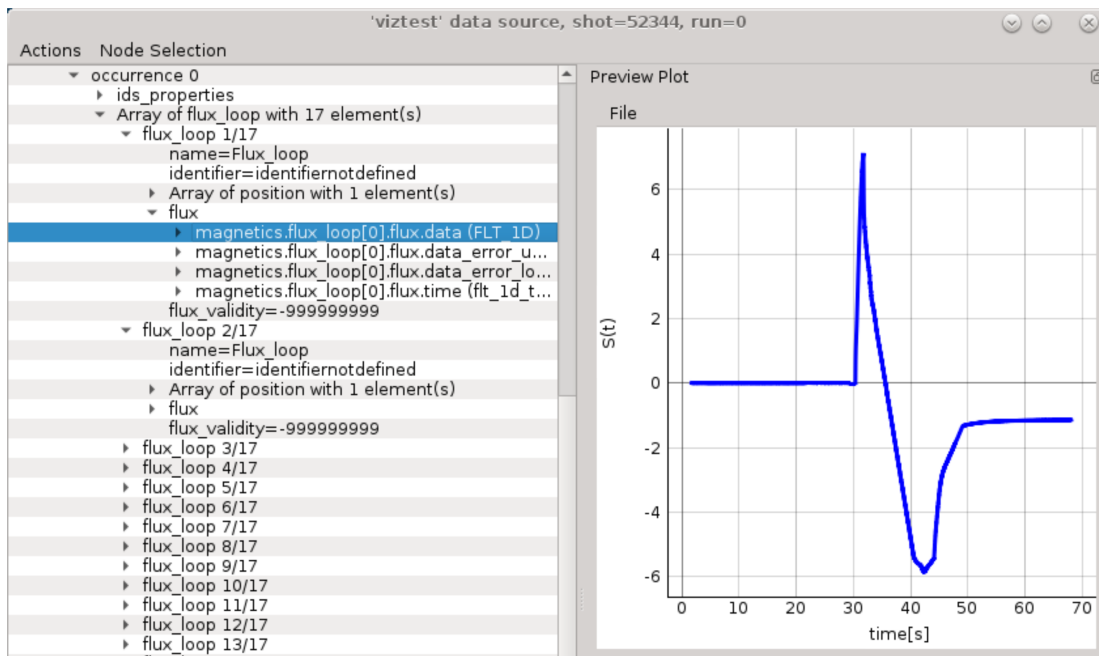 'viztest' data source, shot=52344, run=0
Actions Node Selection
occurrence 0
ids_properties
Array of flux_loop with 17 element(s)
flux_loop 1/17
name=Flux_loop
identifier=identifiernotdefined
Array of position with 1 element(s)
flux
magnetics.flux_loop[0].flux.data (FLT_1D)
magnetics.flux_loop[0].flux.data_error_u...
magnetics.flux_loop[0].flux.data_error_lo...
magnetics.flux_loop[0].flux.time (flt_1d_t...
flux_validity=-999999999
flux_loop 2/17
name=Flux_loop
identifier=identifiernotdefined
Array of position with 1 element(s)
flux
flux_validity=-999999999
flux_loop 3/17
flux_loop 4/17
flux_loop 5/17
flux_loop 6/17
flux_loop 7/17
flux_loop 8/17
flux_loop 9/17
flux_loop 10/17
flux_loop 11/17
flux_loop 12/17
flux_loop 13/17
Preview Plot
File
6
4
2
0
-2
-4
-6
S(t)
0 10 20 30 40 50 60 70
time[s]